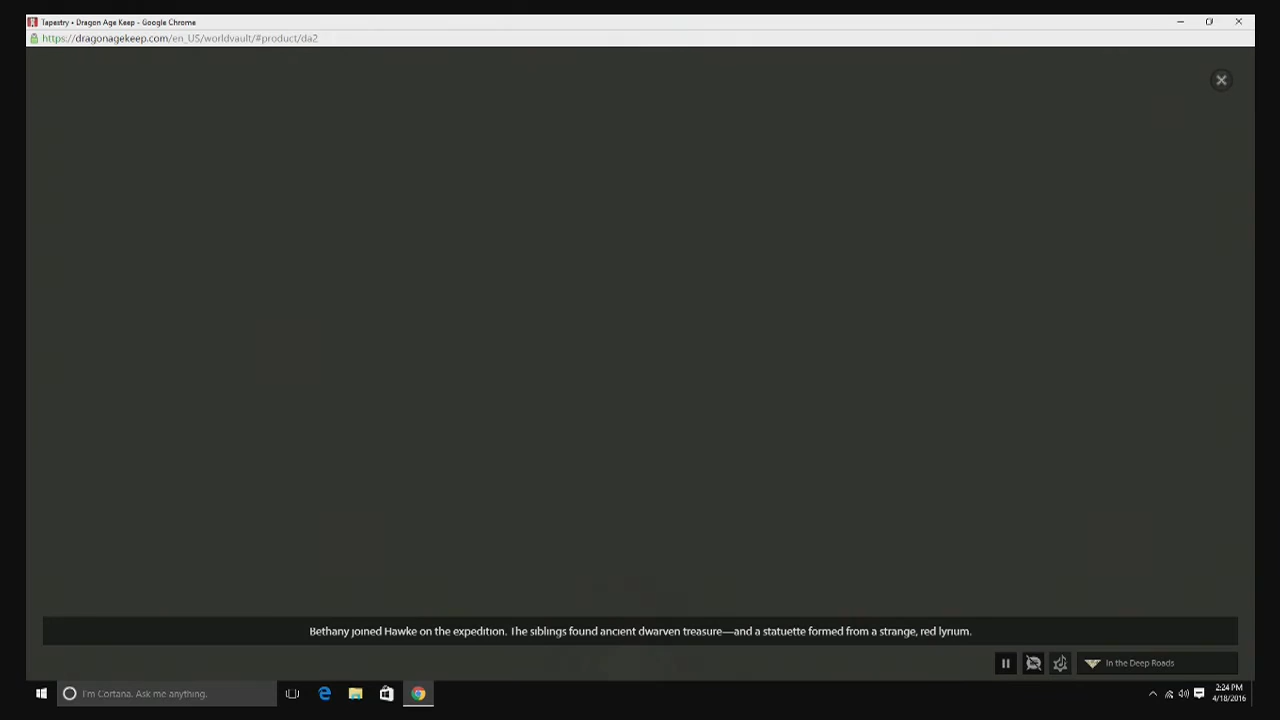 Tapestry • Dragon Age Keep - Google Chrome
https://dragonagekeep.com/en_US/worldvault/#product/da2
Bethany joined Hawke on the expedition. The siblings found ancient dwarven treasure—and a statuette formed from a strange, red lyrium.
In the Deep Roads
I'm Cortana. Ask me anything.
2:24 PM
4/18/2016